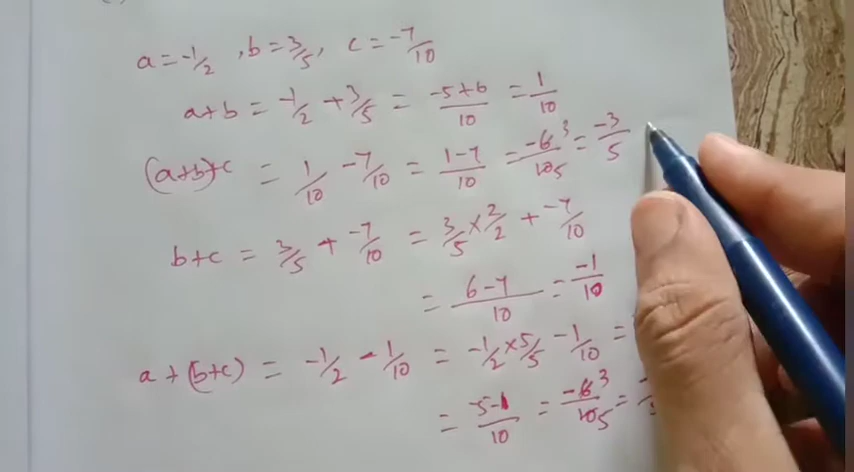 a = -1/2, b = 3/5, c = -7/10
a+b = -1/2 + 3/5 = -5+6/10 = 1/10
(a+b)+c = 1/10 - 7/10 = 1-7/10 = -6 3/10 5 = -3/5
b+c = 3/5 + -7/10 = 3/5 × 2/2 + -7/10
= 6-7/10 = -1/10
a+(b+c) = -1/2 - 1/10 = -1/2 × 5/5 - 1/10 =
= -5-1/10 = -6 3/10 5 =